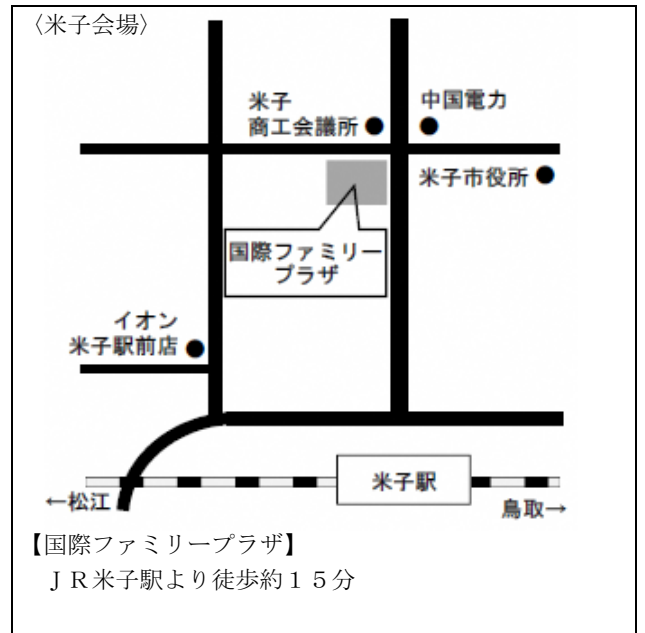 〈米子会場〉
米子
商工会議所
中国電力
米子市役所
国際ファミリー
プラザ
イオン
米子駅前店
米子駅
←松江
鳥取→
【国際ファミリープラザ】
ＪＲ米子駅より徒歩約１５分